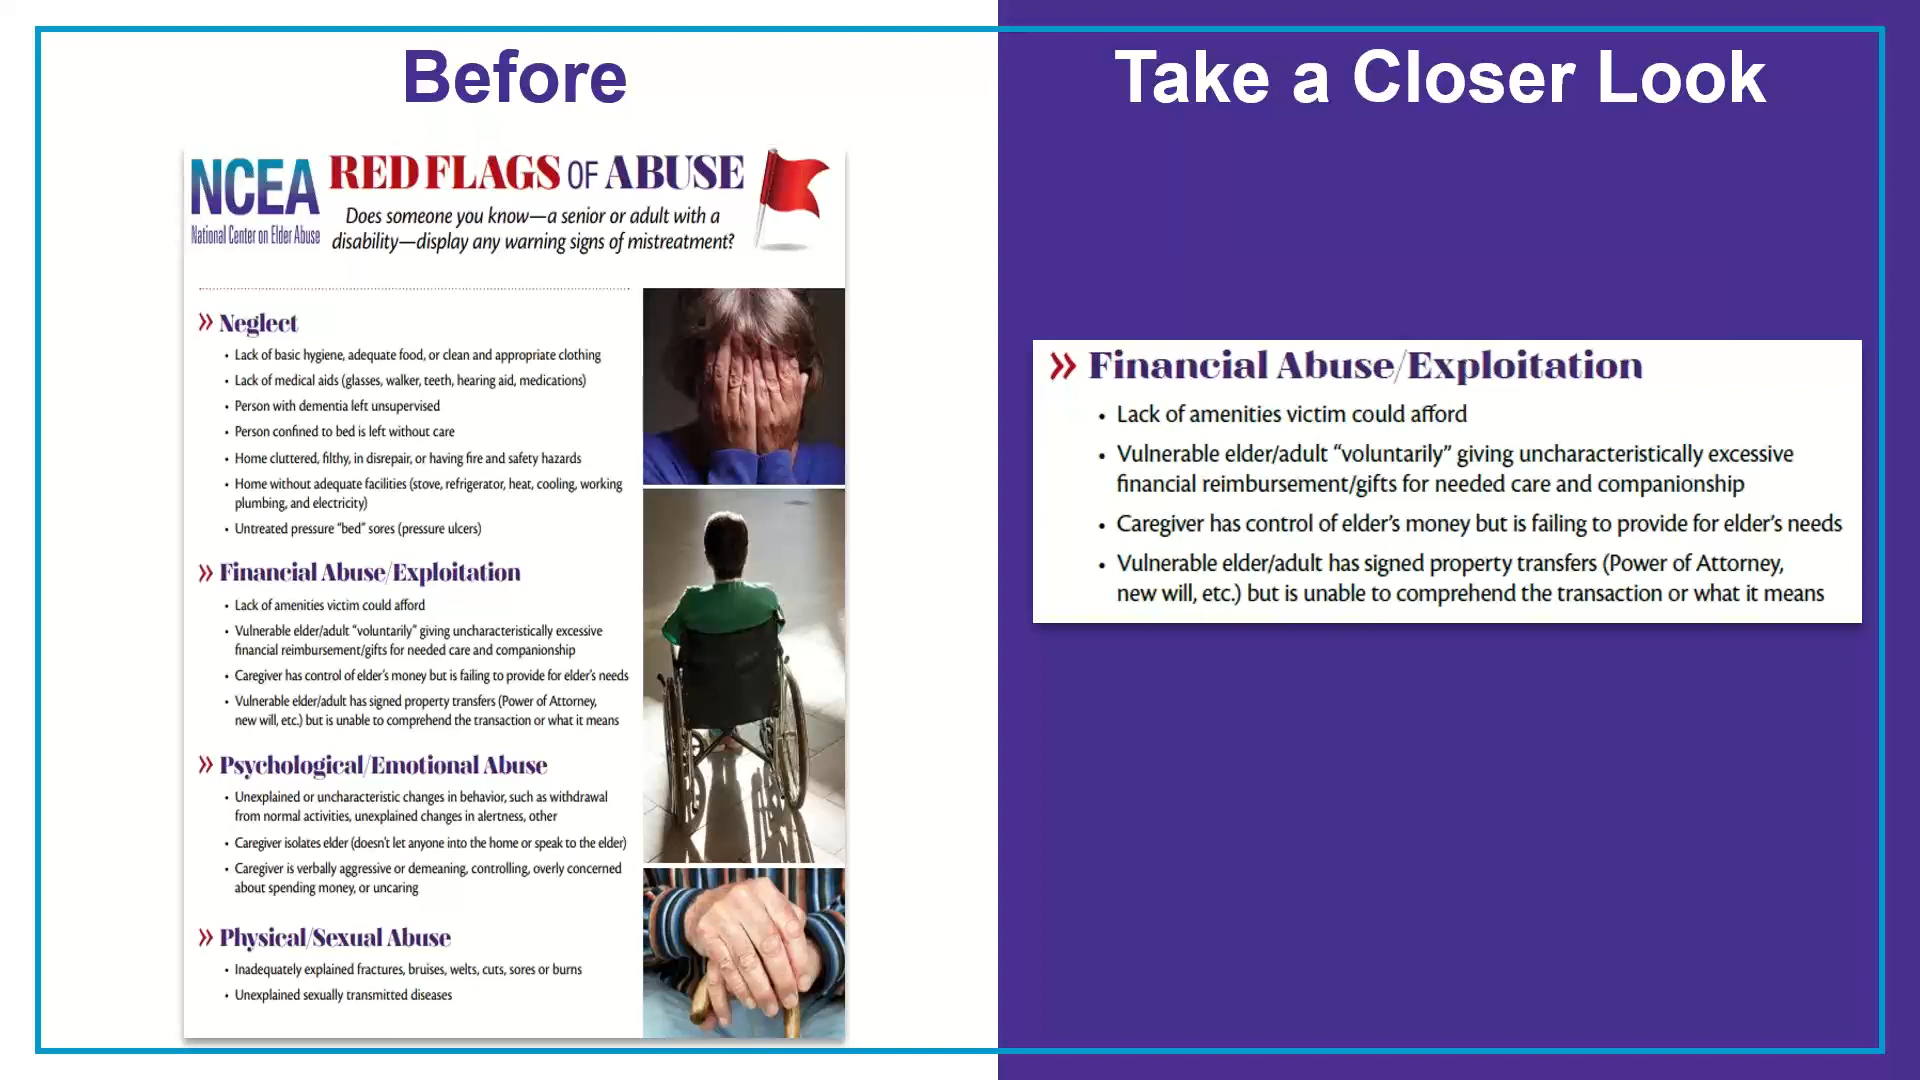 Before
NCEA
National Center on Elder Abuse
RED FLAGS OF ABUSE
Does someone you know—a senior or adult with a
disability—display any warning signs of mistreatment?
» Neglect
• Lack of basic hygiene, adequate food, or clean and appropriate clothing
• Lack of medical aids (glasses, walker, teeth, hearing aid, medications)
• Person with dementia left unsupervised
• Person confined to bed is left without care
• Home cluttered, filthy, in disrepair, or having fire and safety hazards
• Home without adequate facilities (stove, refrigerator, heat, cooling, working
plumbing, and electricity)
• Untreated pressure “bed” sores (pressure ulcers)
» Financial Abuse/Exploitation
• Lack of amenities victim could afford
• Vulnerable elder/adult “voluntarily” giving uncharacteristically excessive
financial reimbursement/gifts for needed care and companionship
• Caregiver has control of elder’s money but is failing to provide for elder’s needs
• Vulnerable elder/adult has signed property transfers (Power of Attorney,
new will, etc.) but is unable to comprehend the transaction or what it means
» Psychological/Emotional Abuse
• Unexplained or uncharacteristic changes in behavior, such as withdrawal
from normal activities, unexplained changes in alertness, other
• Caregiver isolates elder (doesn’t let anyone into the home or speak to the elder)
• Caregiver is verbally aggressive or demeaning, controlling, overly concerned
about spending money, or uncaring
» Physical/Sexual Abuse
• Inadequately explained fractures, bruises, welts, cuts, sores or burns
• Unexplained sexually transmitted diseases
Take a Closer Look
» Financial Abuse/Exploitation
• Lack of amenities victim could afford
• Vulnerable elder/adult “voluntarily” giving uncharacteristically excessive
financial reimbursement/gifts for needed care and companionship
• Caregiver has control of elder’s money but is failing to provide for elder’s needs
• Vulnerable elder/adult has signed property transfers (Power of Attorney,
new will, etc.) but is unable to comprehend the transaction or what it means